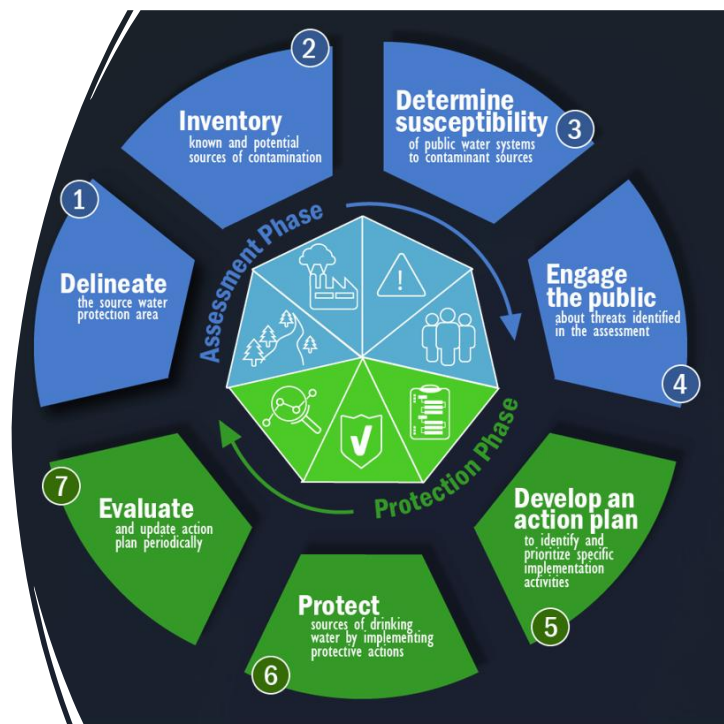 1
Delineate
the source water
protection area
2
Inventory
known and potential
sources of contamination
3
Determine
susceptibility
of public water systems
to contaminant sources
4
Engage
the public
about threats identified
in the assessment
5
Develop an
action plan
to identify and
prioritize specific
implementation
activities
6
Protect
sources of drinking
water by implementing
protective actions
7
Evaluate
and update action
plan periodically
Assessment Phase
Protection Phase